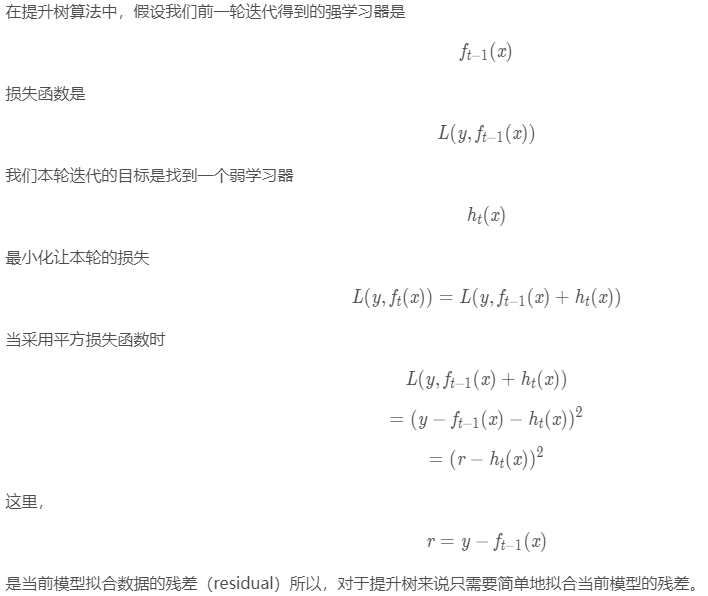 在提升树算法中，假设我们前一轮迭代得到的强学习器是
f_{t−1}(x)
损失函数是
L(y, f_{t−1}(x))
我们本轮迭代的目标是找到一个弱学习器
h_t(x)
最小化让本轮的损失
L(y, f_t(x)) = L(y, f_{t−1}(x) + h_t(x))
当采用平方损失函数时
L(y, f_{t−1}(x) + h_t(x))
= (y − f_{t−1}(x) − h_t(x))^2
= (r − h_t(x))^2
这里，
r = y − f_{t−1}(x)
是当前模型拟合数据的残差（residual）所以，对于提升树来说只需要简单地拟合当前模型的残差。